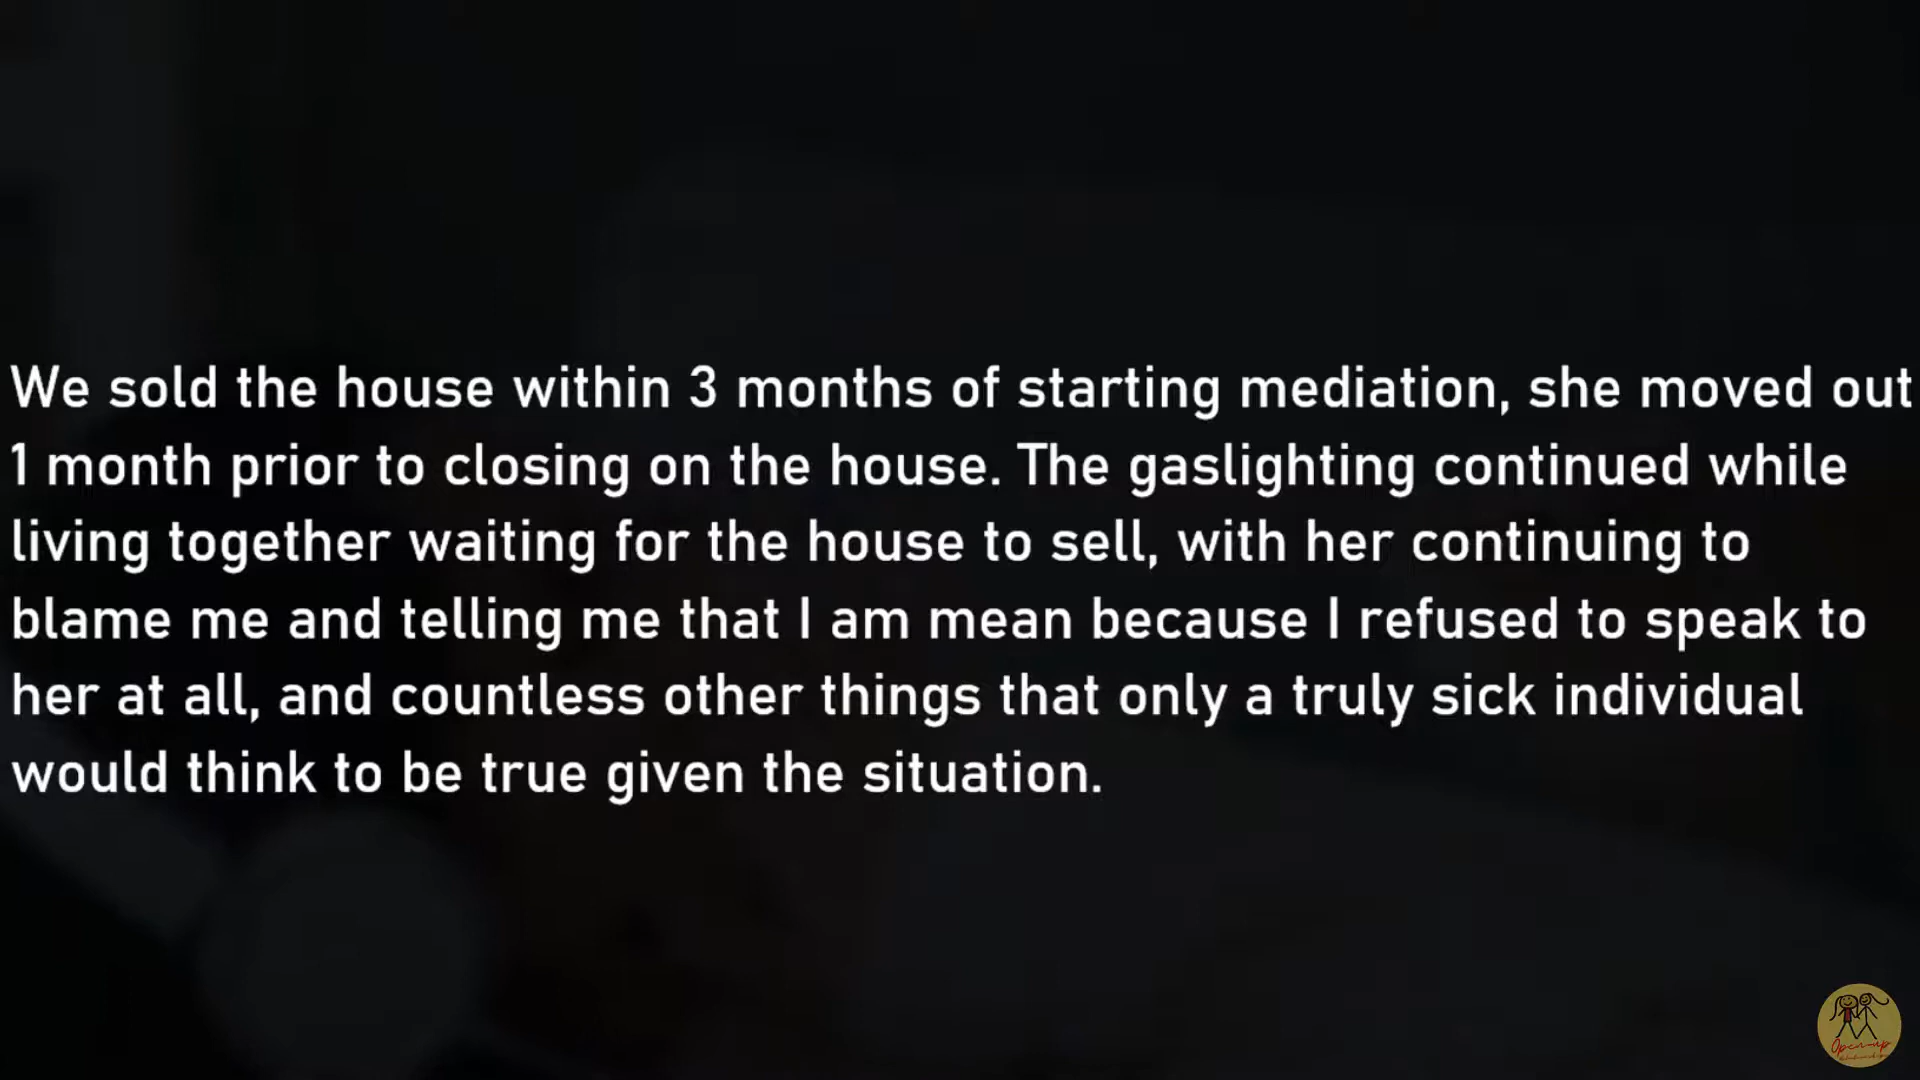 We sold the house within 3 months of starting mediation, she moved out
1 month prior to closing on the house. The gaslighting continued while
living together waiting for the house to sell, with her continuing to
blame me and telling me that I am mean because I refused to speak to
her at all, and countless other things that only a truly sick individual
would think to be true given the situation.
Open-up